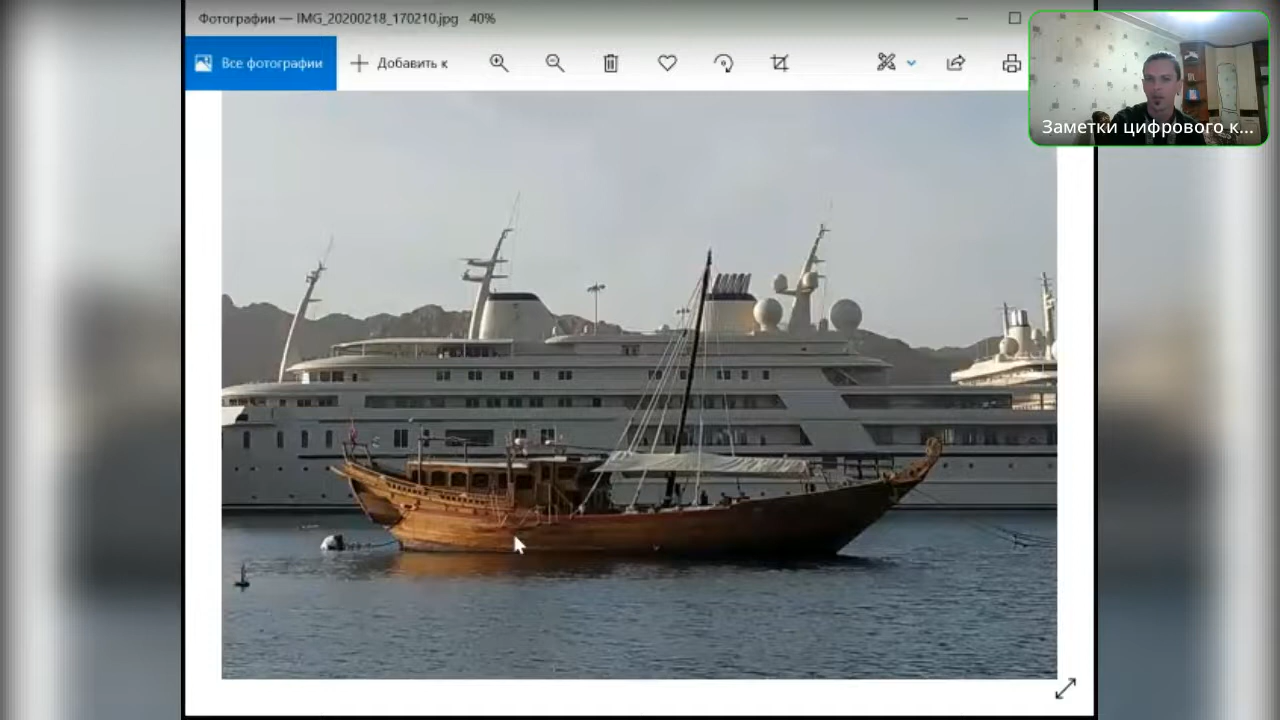 Фотографии — IMG_20200218_170210.jpg 40%
Все фотографии
Добавить к
Заметки цифрового к...